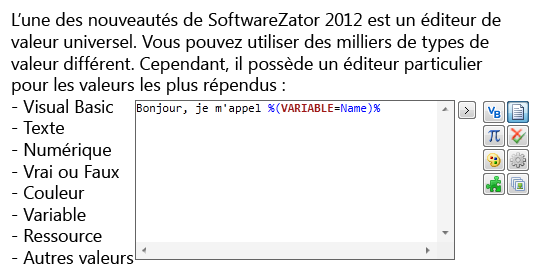 L'une des nouveautés de SoftwareZator 2012 est un éditeur de
valeur universel. Vous pouvez utiliser des milliers de types de
valeur différent. Cependant, il possède un éditeur particulier
pour les valeurs les plus répendus :
- Visual Basic
- Texte
- Numérique
- Vrai ou Faux
- Couleur
- Variable
- Ressource
- Autres valeurs
Bonjour, je m'appel %(VARIABLE=Name)%
VB
π